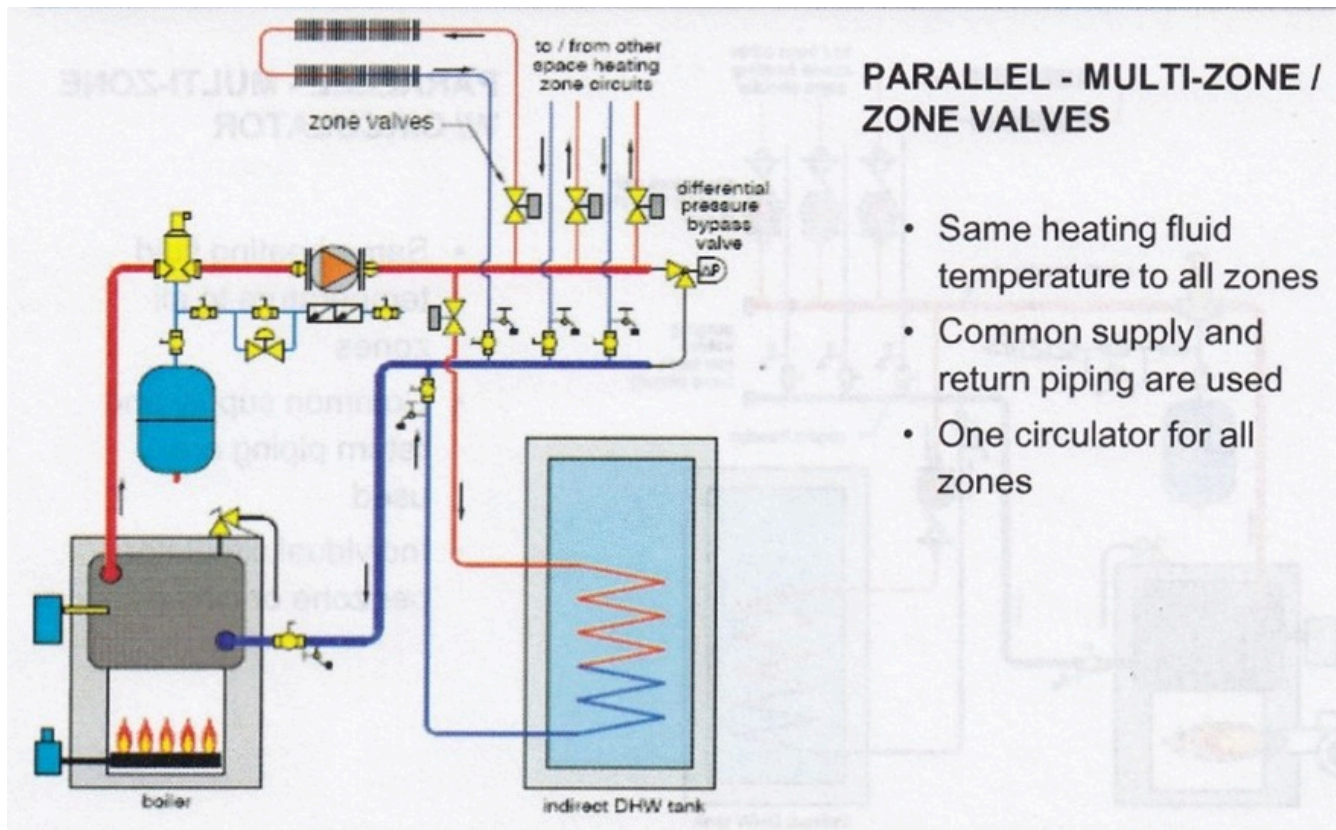 to / from other
space heating
zone circuits
zone valves
differential
pressure
bypass
valve
ΔP
boiler
indirect DHW tank
PARALLEL - MULTI-ZONE /
ZONE VALVES
• Same heating fluid
temperature to all zones
• Common supply and
return piping are used
• One circulator for all
zones